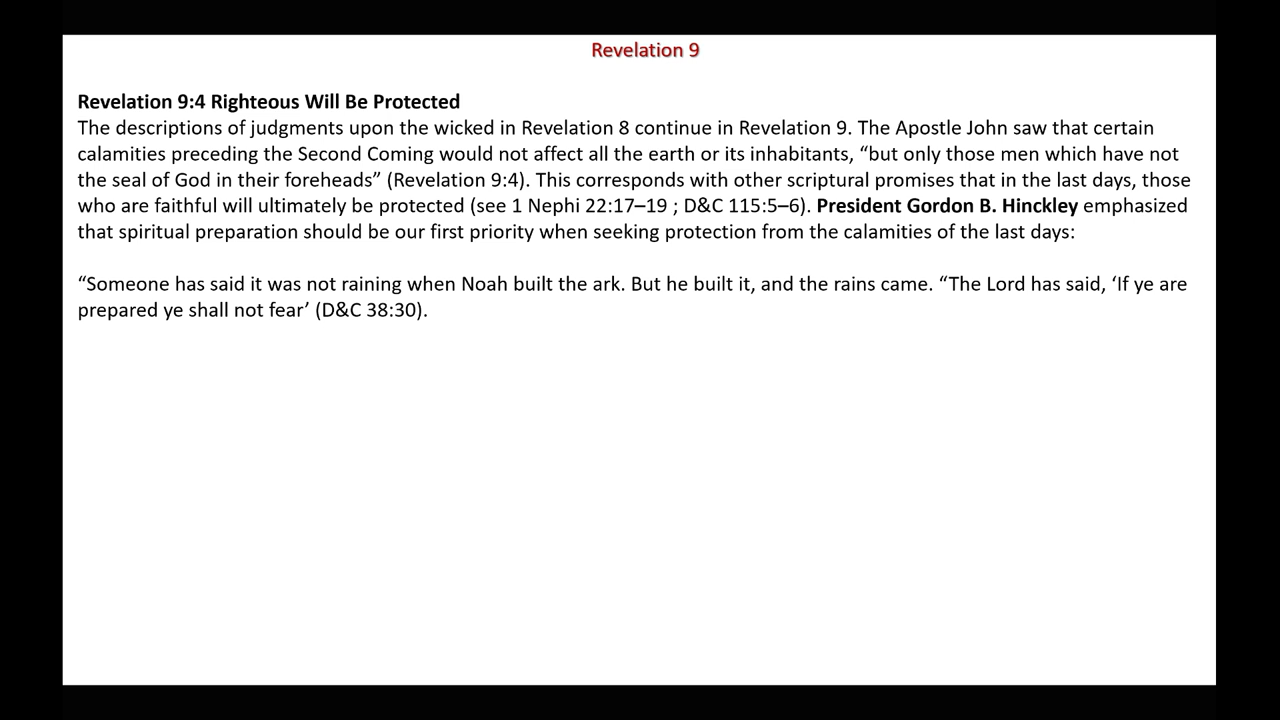 Revelation 9
Revelation 9:4 Righteous Will Be Protected
The descriptions of judgments upon the wicked in Revelation 8 continue in Revelation 9. The Apostle John saw that certain
calamities preceding the Second Coming would not affect all the earth or its inhabitants, “but only those men which have not
the seal of God in their foreheads” (Revelation 9:4). This corresponds with other scriptural promises that in the last days, those
who are faithful will ultimately be protected (see 1 Nephi 22:17–19 ; D&C 115:5–6). President Gordon B. Hinckley emphasized
that spiritual preparation should be our first priority when seeking protection from the calamities of the last days:
“Someone has said it was not raining when Noah built the ark. But he built it, and the rains came. “The Lord has said, ‘If ye are
prepared ye shall not fear’ (D&C 38:30).